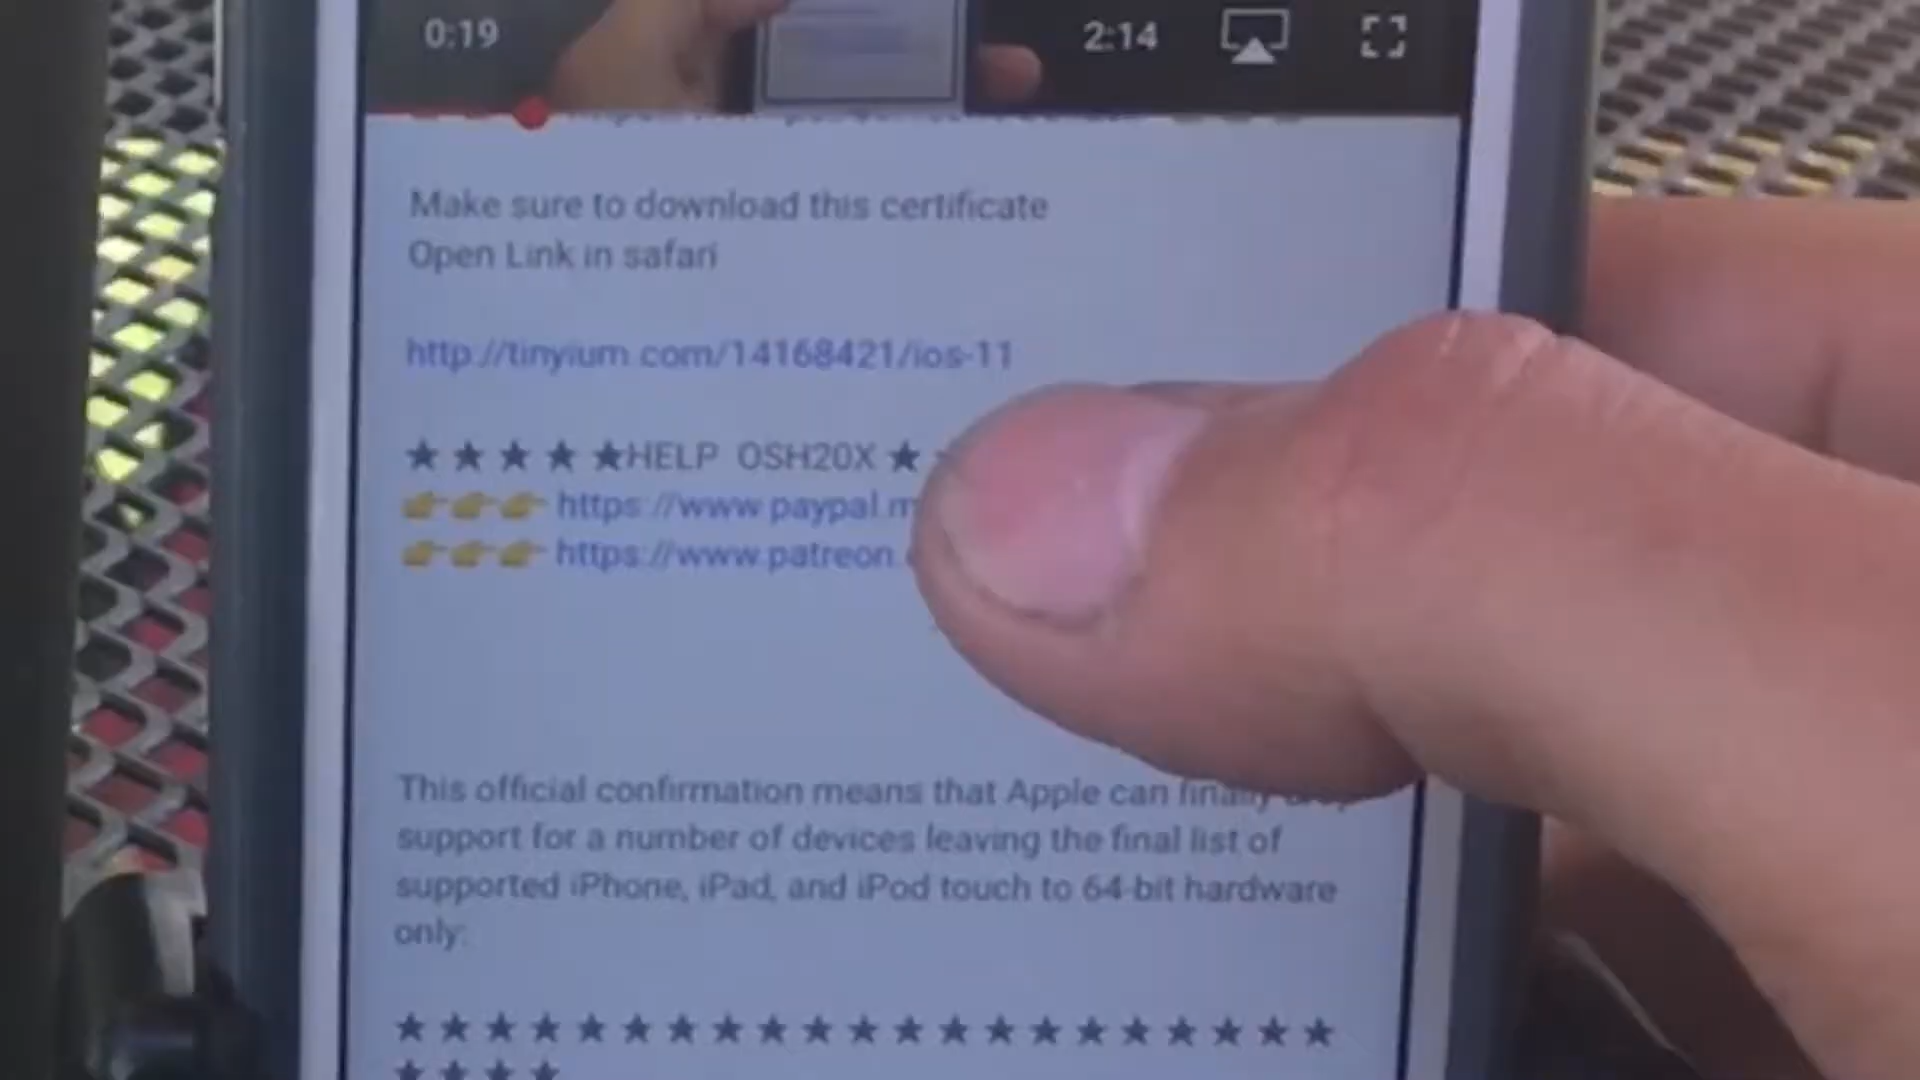 0:19
2:14
Make sure to download this certificate
Open Link in safari
http://tinyium.com/14168421/ios-11
★ ★ ★ ★ ★HELP OSH20X ★
👉👉👉 https://www.paypal.m
👉👉👉 https://www.patreon.
This official confirmation means that Apple can finally
support for a number of devices leaving the final list of
supported iPhone, iPad, and iPod touch to 64-bit hardware
only:
★ ★ ★ ★ ★ ★ ★ ★ ★ ★ ★ ★ ★ ★ ★ ★ ★ ★ ★ ★ ★
★ ★ ★ ★